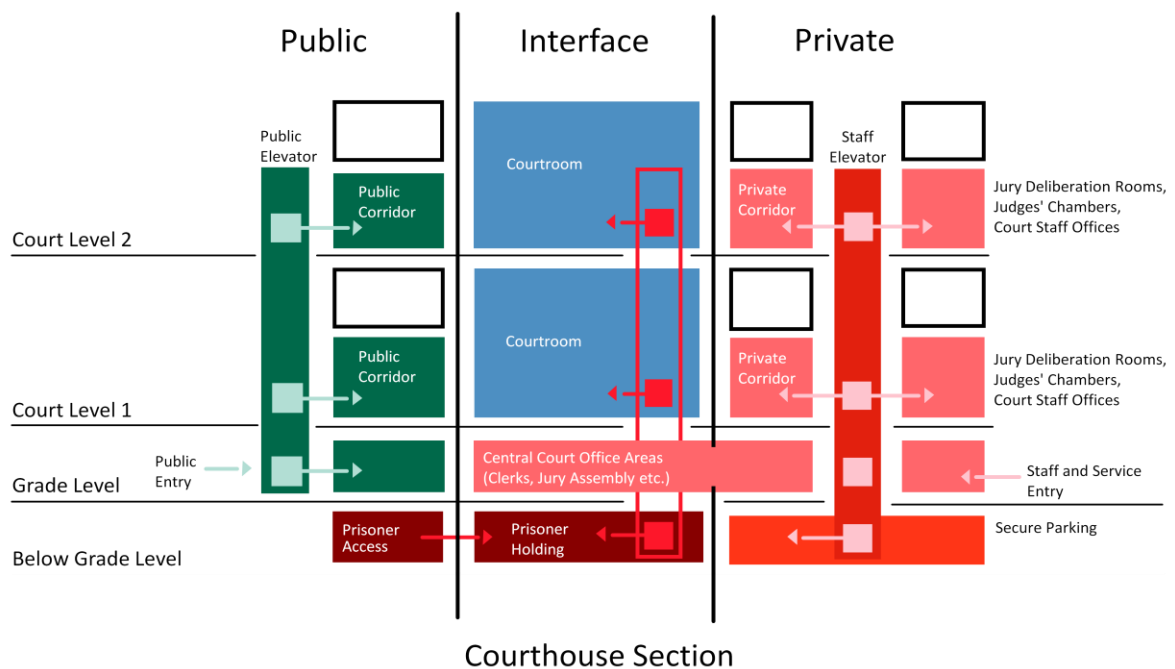 Public
Interface
Private
Public
Elevator
Courtroom
Staff
Elevator
Public
Corridor
Private
Corridor
Jury Deliberation Rooms,
Judges' Chambers,
Court Staff Offices
Court Level 2
Public
Corridor
Courtroom
Private
Corridor
Jury Deliberation Rooms,
Judges' Chambers,
Court Staff Offices
Court Level 1
Public
Entry
Central Court Office Areas
(Clerks, Jury Assembly etc.)
Staff and Service
Entry
Grade Level
Prisoner
Access
Prisoner
Holding
Secure Parking
Below Grade Level
Courthouse Section